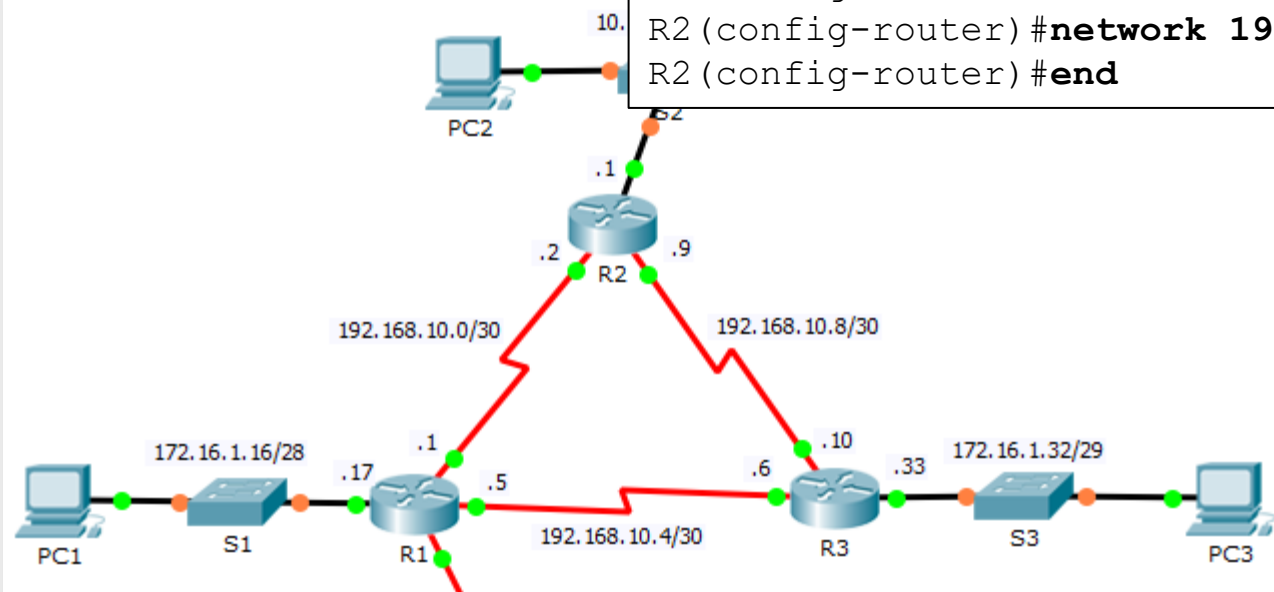 10.
R2(config-router)#network 19
R2(config-router)#end
PC2
S2
.1
.2
.9
R2
192.168.10.0/30
192.168.10.8/30
172.16.1.16/28
.1
.10
172.16.1.32/29
.17
.5
.6
.33
PC1
S1
R1
192.168.10.4/30
R3
S3
PC3